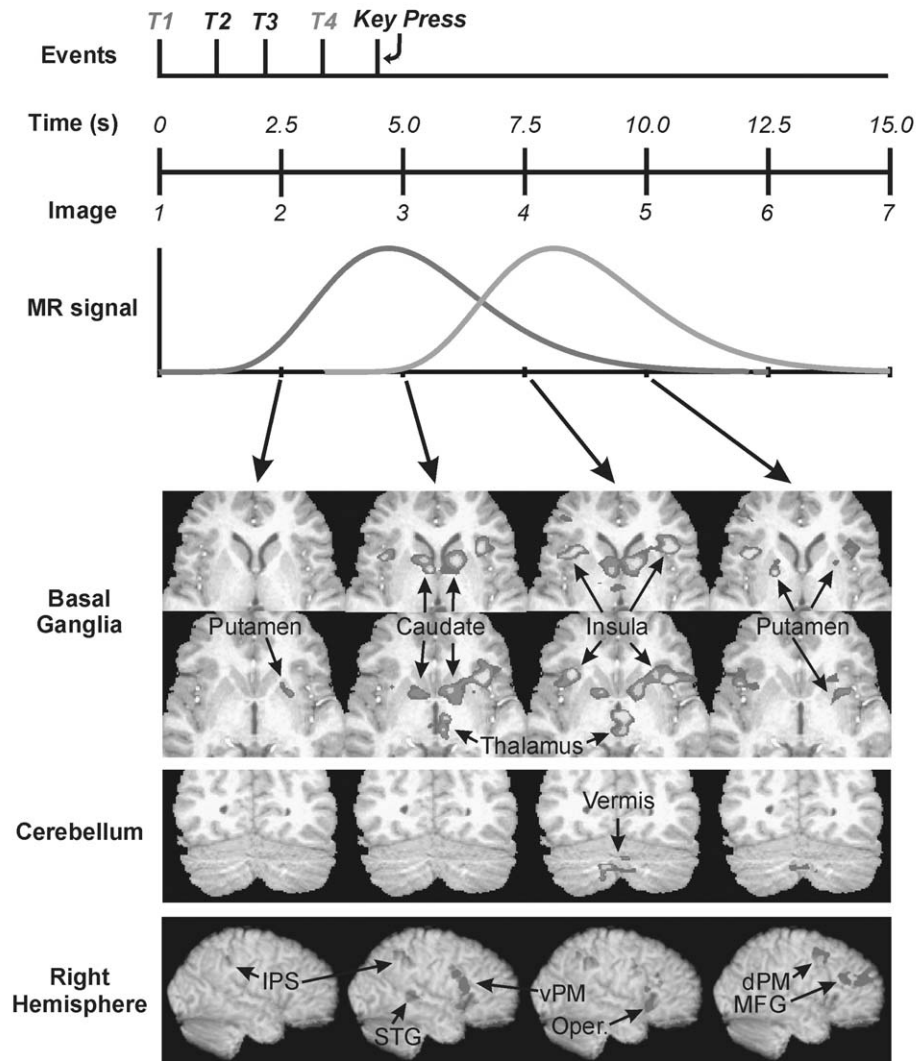 T1 T2 T3 T4 Key Press
Events
Time (s) 0 2.5 5.0 7.5 10.0 12.5 15.0
Image 1 2 3 4 5 6 7
MR signal
Basal
Ganglia
Putamen Caudate Insula Putamen
Thalamus
Cerebellum
Vermis
Right
Hemisphere
IPS
STG
vPM
Oper.
dPM
MFG